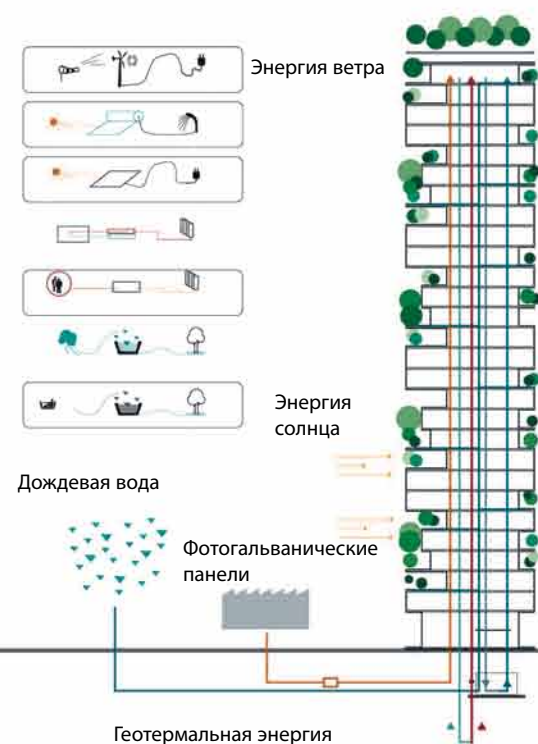 Энергия ветра
Энергия
солнца
Дождевая вода
Фотогальванические
панели
Геотермальная энергия